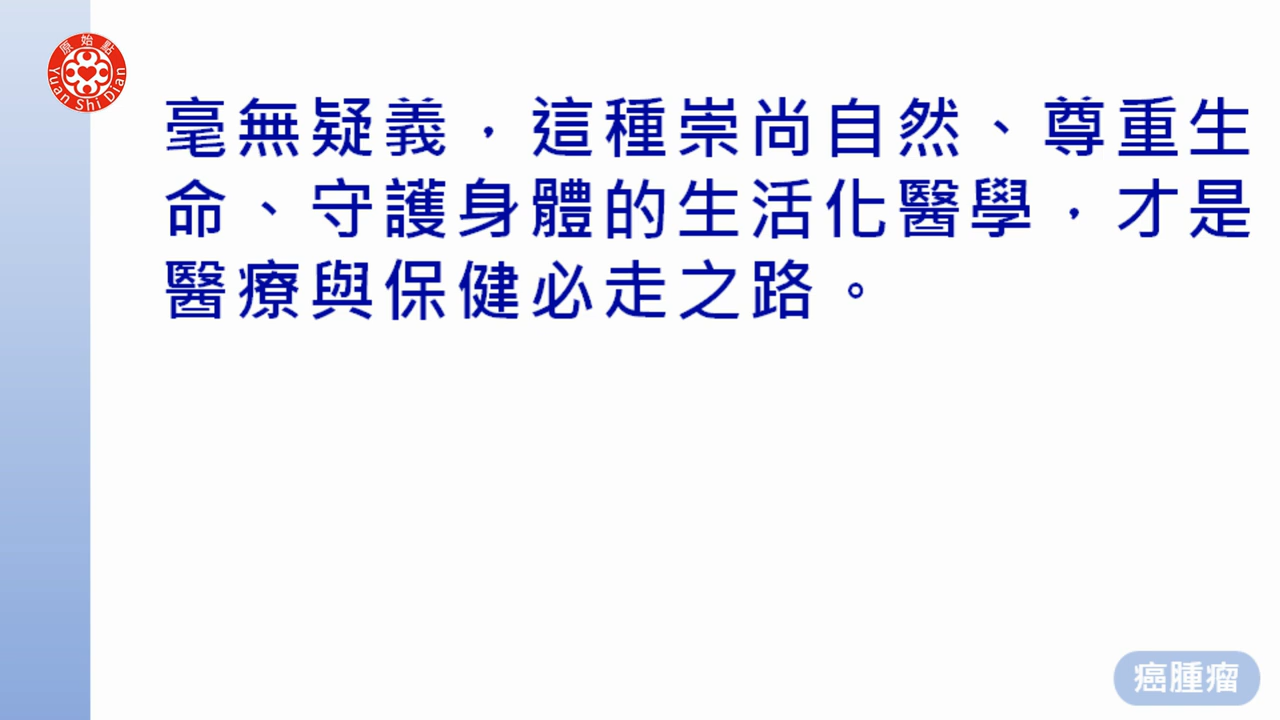 原始點
Yuan Shi Dian
毫無疑義，這種崇尚自然、尊重生
命、守護身體的生活化醫學，才是
醫療與保健必走之路。
癌腫瘤